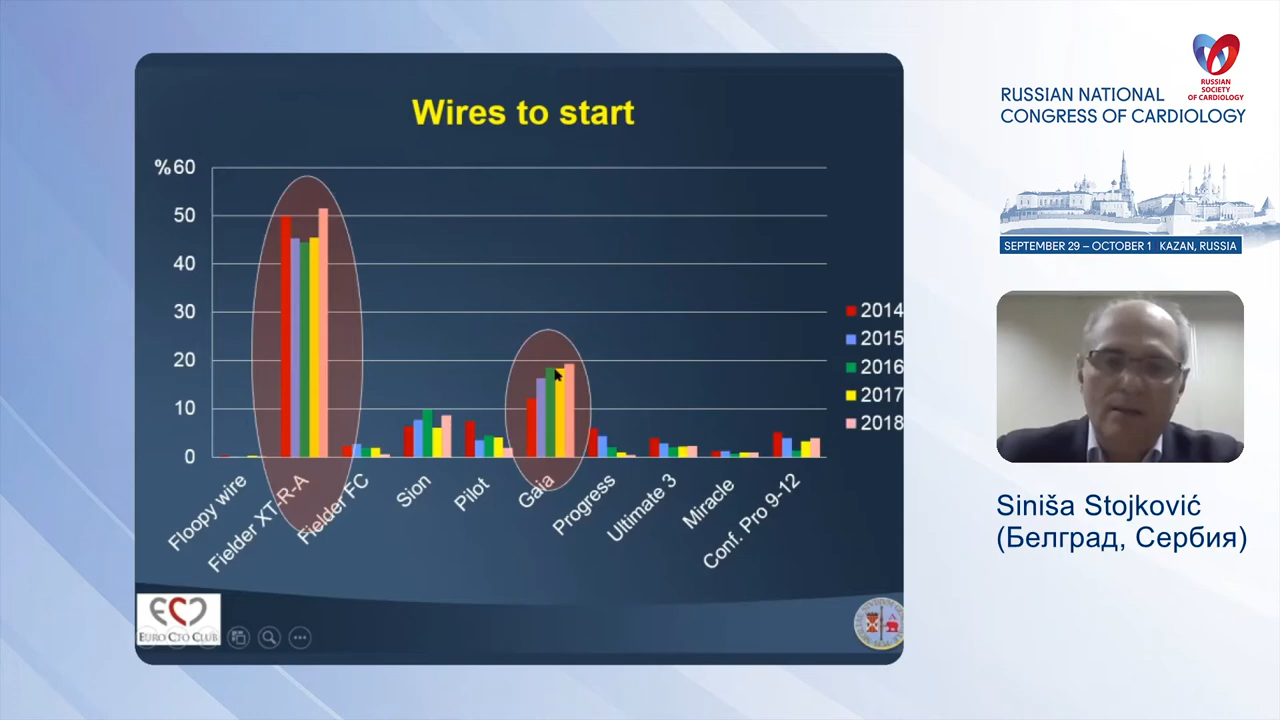 Wires to start
%60
50
40
30
20
10
0
Floopy wire
Fielder XT-R-A
Fielder FC
Sion
Pilot
Gaia
Progress
Ultimate 3
Miracle
Conf. Pro 9-12
2014
2015
2016
2017
2018
EURO CTO CLUB
RUSSIAN
SOCIETY
OF CARDIOLOGY
RUSSIAN NATIONAL
CONGRESS OF CARDIOLOGY
SEPTEMBER 29 – OCTOBER 1 KAZAN, RUSSIA
Siniša Stojković
(Белград, Сербия)